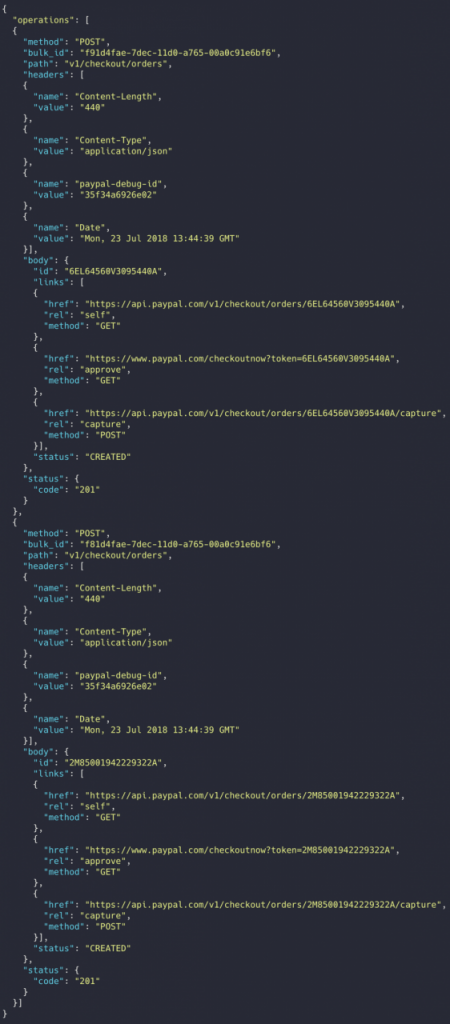 {
"operations": [
{
"method": "POST",
"bulk_id": "f91d4fae-7dec-11d0-a765-00a0c91e6bf6",
"path": "v1/checkout/orders",
"headers": [
{
"name": "Content-Length",
"value": "440"
},
{
"name": "Content-Type",
"value": "application/json"
},
{
"name": "paypal-debug-id",
"value": "35f34a6926e02"
},
{
"name": "Date",
"value": "Mon, 23 Jul 2018 13:44:39 GMT"
}],
"body": {
"id": "6EL64560V3095440A",
"links": [
{
"href": "https://api.paypal.com/v1/checkout/orders/6EL64560V3095440A",
"rel": "self",
"method": "GET"
},
{
"href": "https://www.paypal.com/checkoutnow?token=6EL64560V3095440A",
"rel": "approve",
"method": "GET"
},
{
"href": "https://api.paypal.com/v1/checkout/orders/6EL64560V3095440A/capture",
"rel": "capture",
"method": "POST"
}],
"status": "CREATED"
},
"status": {
"code": "201"
}
},
{
"method": "POST",
"bulk_id": "f81d4fae-7dec-11d0-a765-00a0c91e6bf6",
"path": "v1/checkout/orders",
"headers": [
{
"name": "Content-Length",
"value": "440"
},
{
"name": "Content-Type",
"value": "application/json"
},
{
"name": "paypal-debug-id",
"value": "35f34a6926e02"
},
{
"name": "Date",
"value": "Mon, 23 Jul 2018 13:44:39 GMT"
}],
"body": {
"id": "2M85001942229322A",
"links": [
{
"href": "https://api.paypal.com/v1/checkout/orders/2M85001942229322A",
"rel": "self",
"method": "GET"
},
{
"href": "https://www.paypal.com/checkoutnow?token=2M85001942229322A",
"rel": "approve",
"method": "GET"
},
{
"href": "https://api.paypal.com/v1/checkout/orders/2M85001942229322A/capture",
"rel": "capture",
"method": "POST"
}],
"status": "CREATED"
},
"status": {
"code": "201"
}
}]
}